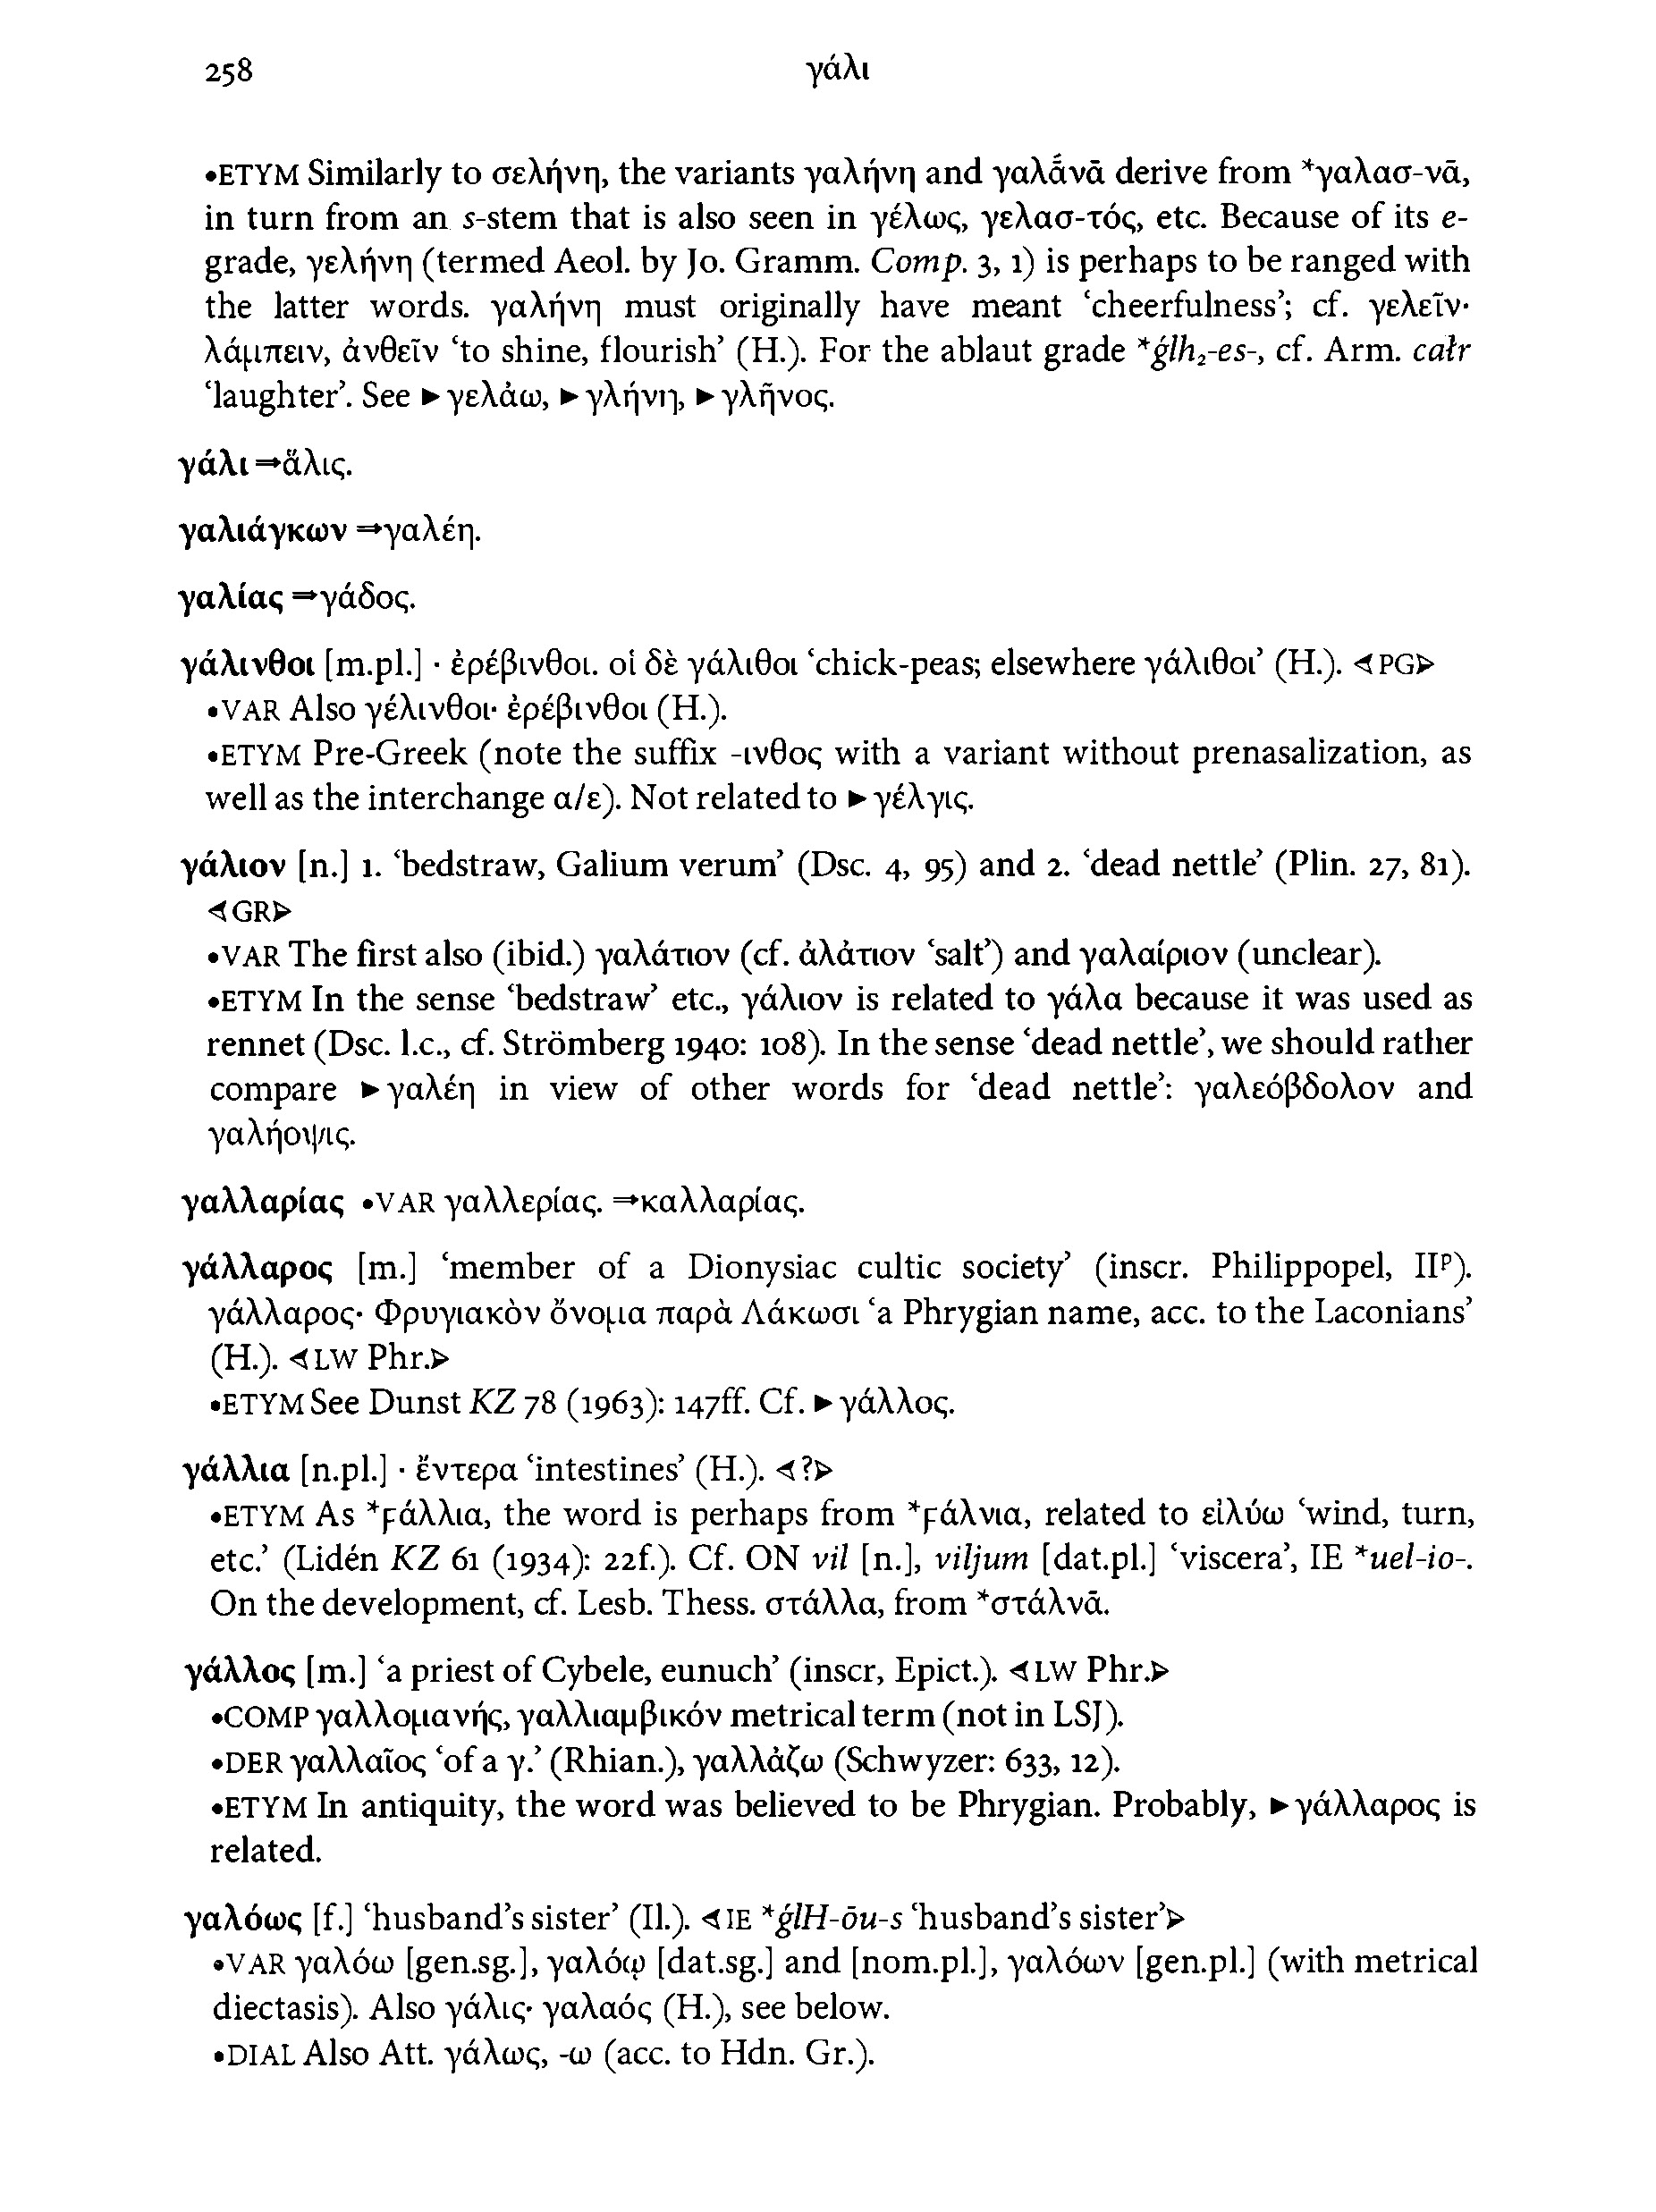 258 γάλι
•ETYM Similarly to σελήνη, the variants γαλήνη and γαλᾱ́νᾱ derive from *γαλασ-νᾱ,
in turn from an s-stem that is also seen in γέλως, γελασ-τός, etc. Because of its e-
grade, γελήνη (termed Aeol. by Jo. Gramm. Comp. 3, 1) is perhaps to be ranged with
the latter words. γαλήνη must originally have meant ‘cheerfulness’; cf. γελεῖν·
λάμπειν, ἀνθεῖν ‘to shine, flourish’ (H.). For the ablaut grade *ǵlh₂-es-, cf. Arm. całr
‘laughter’. See ►γελάω, ►γλήνη, ►γλῆνος.
γάλι ⇒ἅλις.
γαλιάγκων ⇒γαλέη.
γαλίας ⇒γάδος.
γάλινθοι [m.pl.] · ἐρέβινθοι. οἱ δὲ γάλιθοι ‘chick-peas; elsewhere γάλιθοι’ (H.). ⊲PG⊳
•VAR Also γέλινθοι· ἐρέβινθοι (H.).
•ETYM Pre-Greek (note the suffix -ινθος with a variant without prenasalization, as
well as the interchange α/ε). Not related to ►γέλγις.
γάλιον [n.] 1. ‘bedstraw, Galium verum’ (Dsc. 4, 95) and 2. ‘dead nettle’ (Plin. 27, 81).
⊲GR⊳
•VAR The first also (ibid.) γαλάτιον (cf. ἁλάτιον ‘salt’) and γαλαίριον (unclear).
•ETYM In the sense ‘bedstraw’ etc., γάλιον is related to γάλα because it was used as
rennet (Dsc. l.c., cf. Strömberg 1940: 108). In the sense ‘dead nettle’, we should rather
compare ►γαλέη in view of other words for ‘dead nettle’: γαλεόβδολον and
γαλήοψις.
γαλλαρίας •VAR γαλλερίας. ⇒καλλαρίας.
γάλλαρος [m.] ‘member of a Dionysiac cultic society’ (inscr. Philippopel, IIᵖ).
γάλλαρος· Φρυγιακὸν ὄνομα παρὰ Λάκωσι ‘a Phrygian name, acc. to the Laconians’
(H.). ⊲LW Phr.⊳
•ETYM See Dunst KZ 78 (1963): 147ff. Cf. ►γάλλος.
γάλλια [n.pl.] · ἔντερα ‘intestines’ (H.). ⊲?⊳
•ETYM As *ϝάλλια, the word is perhaps from *ϝάλνια, related to εἰλύω ‘wind, turn,
etc.’ (Lidén KZ 61 (1934): 22f.). Cf. ON vil [n.], viljum [dat.pl.] ‘viscera’, IE *uel-io-.
On the development, cf. Lesb. Thess. στάλλα, from *στάλνᾱ.
γάλλος [m.] ‘a priest of Cybele, eunuch’ (inscr, Epict.). ⊲LW Phr.⊳
•COMP γαλλομανής, γαλλιαμβικόν metrical term (not in LSJ).
•DER γαλλαῖος ‘of a γ.’ (Rhian.), γαλλάζω (Schwyzer: 633, 12).
•ETYM In antiquity, the word was believed to be Phrygian. Probably, ►γάλλαρος is
related.
γαλόως [f.] ‘husband’s sister’ (Il.). ⊲IE *ǵlH-ōu-s ‘husband’s sister’⊳
•VAR γαλόω [gen.sg.], γαλόῳ [dat.sg.] and [nom.pl.], γαλόων [gen.pl.] (with metrical
diectasis). Also γάλις· γαλαός (H.), see below.
•DIAL Also Att. γάλως, -ω (acc. to Hdn. Gr.).